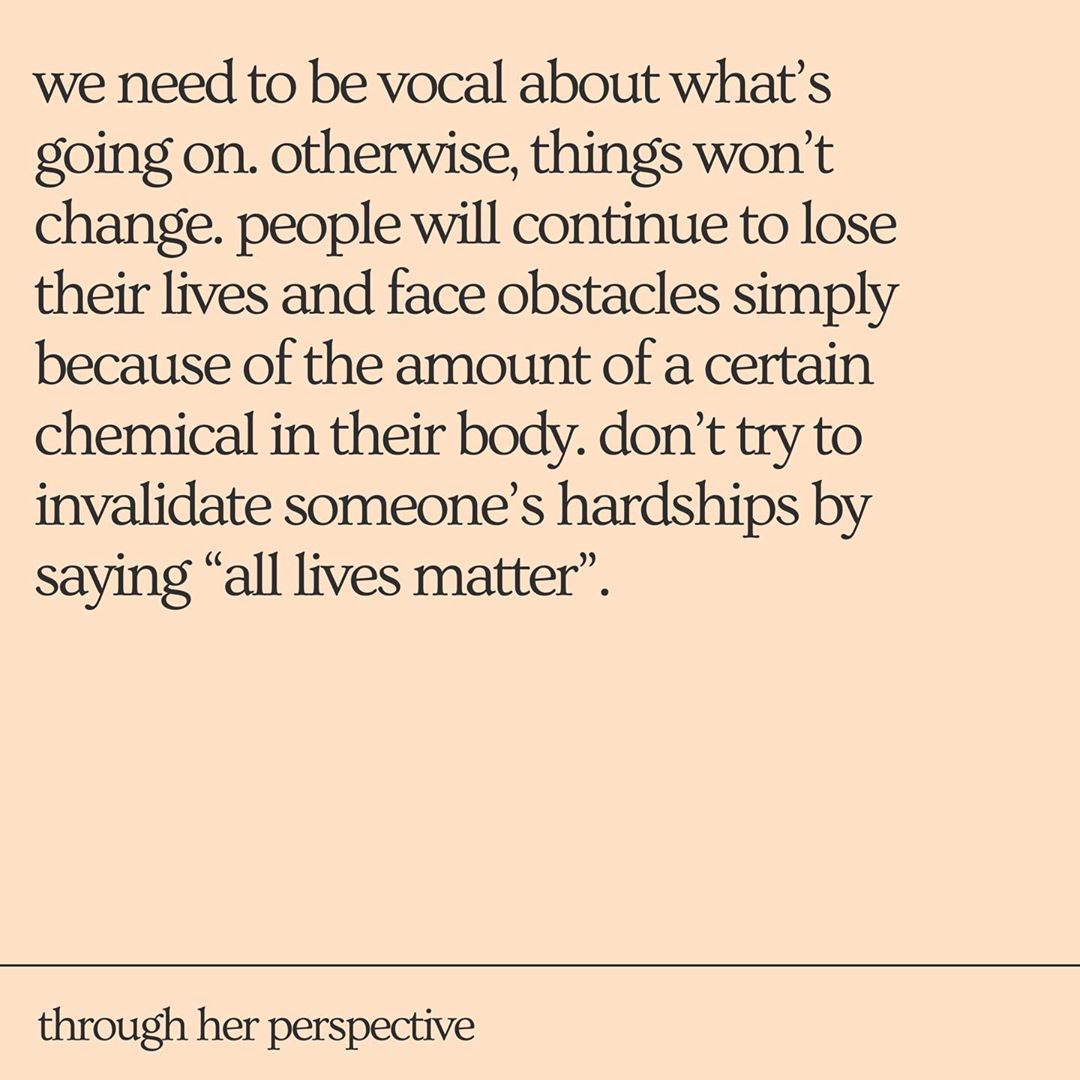 we need to be vocal about what’s
going on. otherwise, things won’t
change. people will continue to lose
their lives and face obstacles simply
because of the amount of a certain
chemical in their body. don’t try to
invalidate someone’s hardships by
saying “all lives matter”.
through her perspective